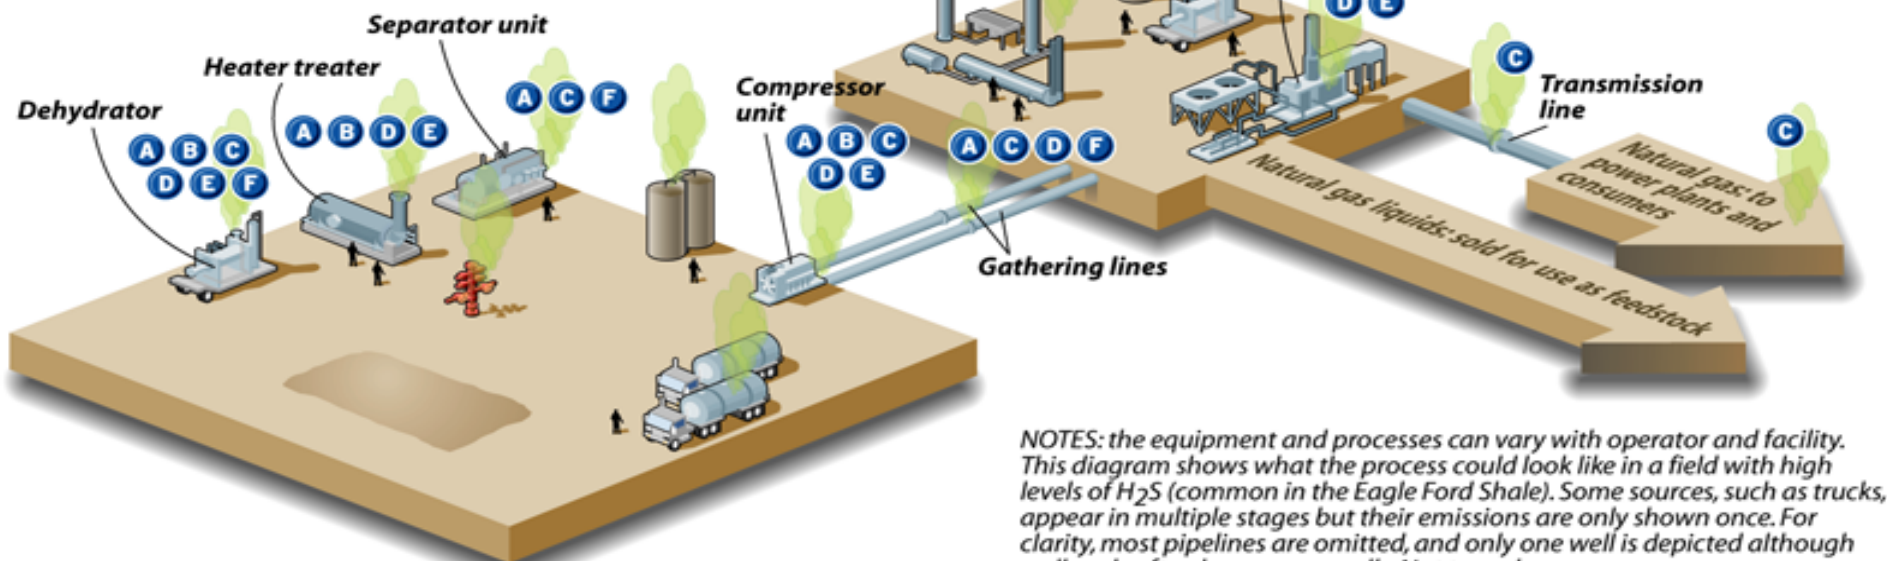 Separator unit
Heater treater
Dehydrator
A B C
D E F
A B D E
A C F
Compressor
unit
A B C
D E
A C D F
Gathering lines
D E
C
Transmission
line
C
Natural gas: to
power plants and
consumers
Natural gas liquids: sold for use as feedstock
NOTES: the equipment and processes can vary with operator and facility.
This diagram shows what the process could look like in a field with high
levels of H2S (common in the Eagle Ford Shale). Some sources, such as trucks,
appear in multiple stages but their emissions are only shown once. For
clarity, most pipelines are omitted, and only one well is depicted although